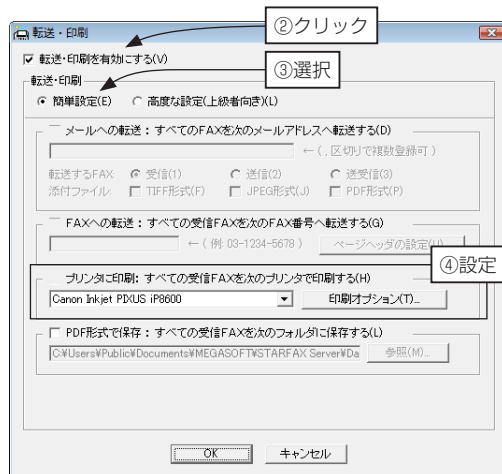 転送・印刷
②クリック
転送・印刷を有効にする(V)
③選択
転送・印刷
簡単設定(E) 高度な設定(上級者向き)(L)
メールへの転送：すべてのFAXを次のメールアドレスへ転送する(D)
←( , 区切りで複数登録可 )
転送するFAX: 受信(1) 送信(2) 送受信(3)
添付ファイル: TIFF形式(F) JPEG形式(J) PDF形式(P)
FAXへの転送：すべての受信FAXを次のFAX番号へ転送する(G)
←( 例: 03-1234-5678 ) ページヘッダの設定(U)
④設定
プリンタに印刷: すべての受信FAXを次のプリンタで印刷する(H)
Canon Inkjet PIXUS iP8600 印刷オプション(T)...
PDF形式で保存：すべての受信FAXを次のフォルダに保存する(L)
C:¥Users¥Public¥Documents¥MEGASOFT¥STARFAX Server¥Da 参照(M)...
OK キャンセル